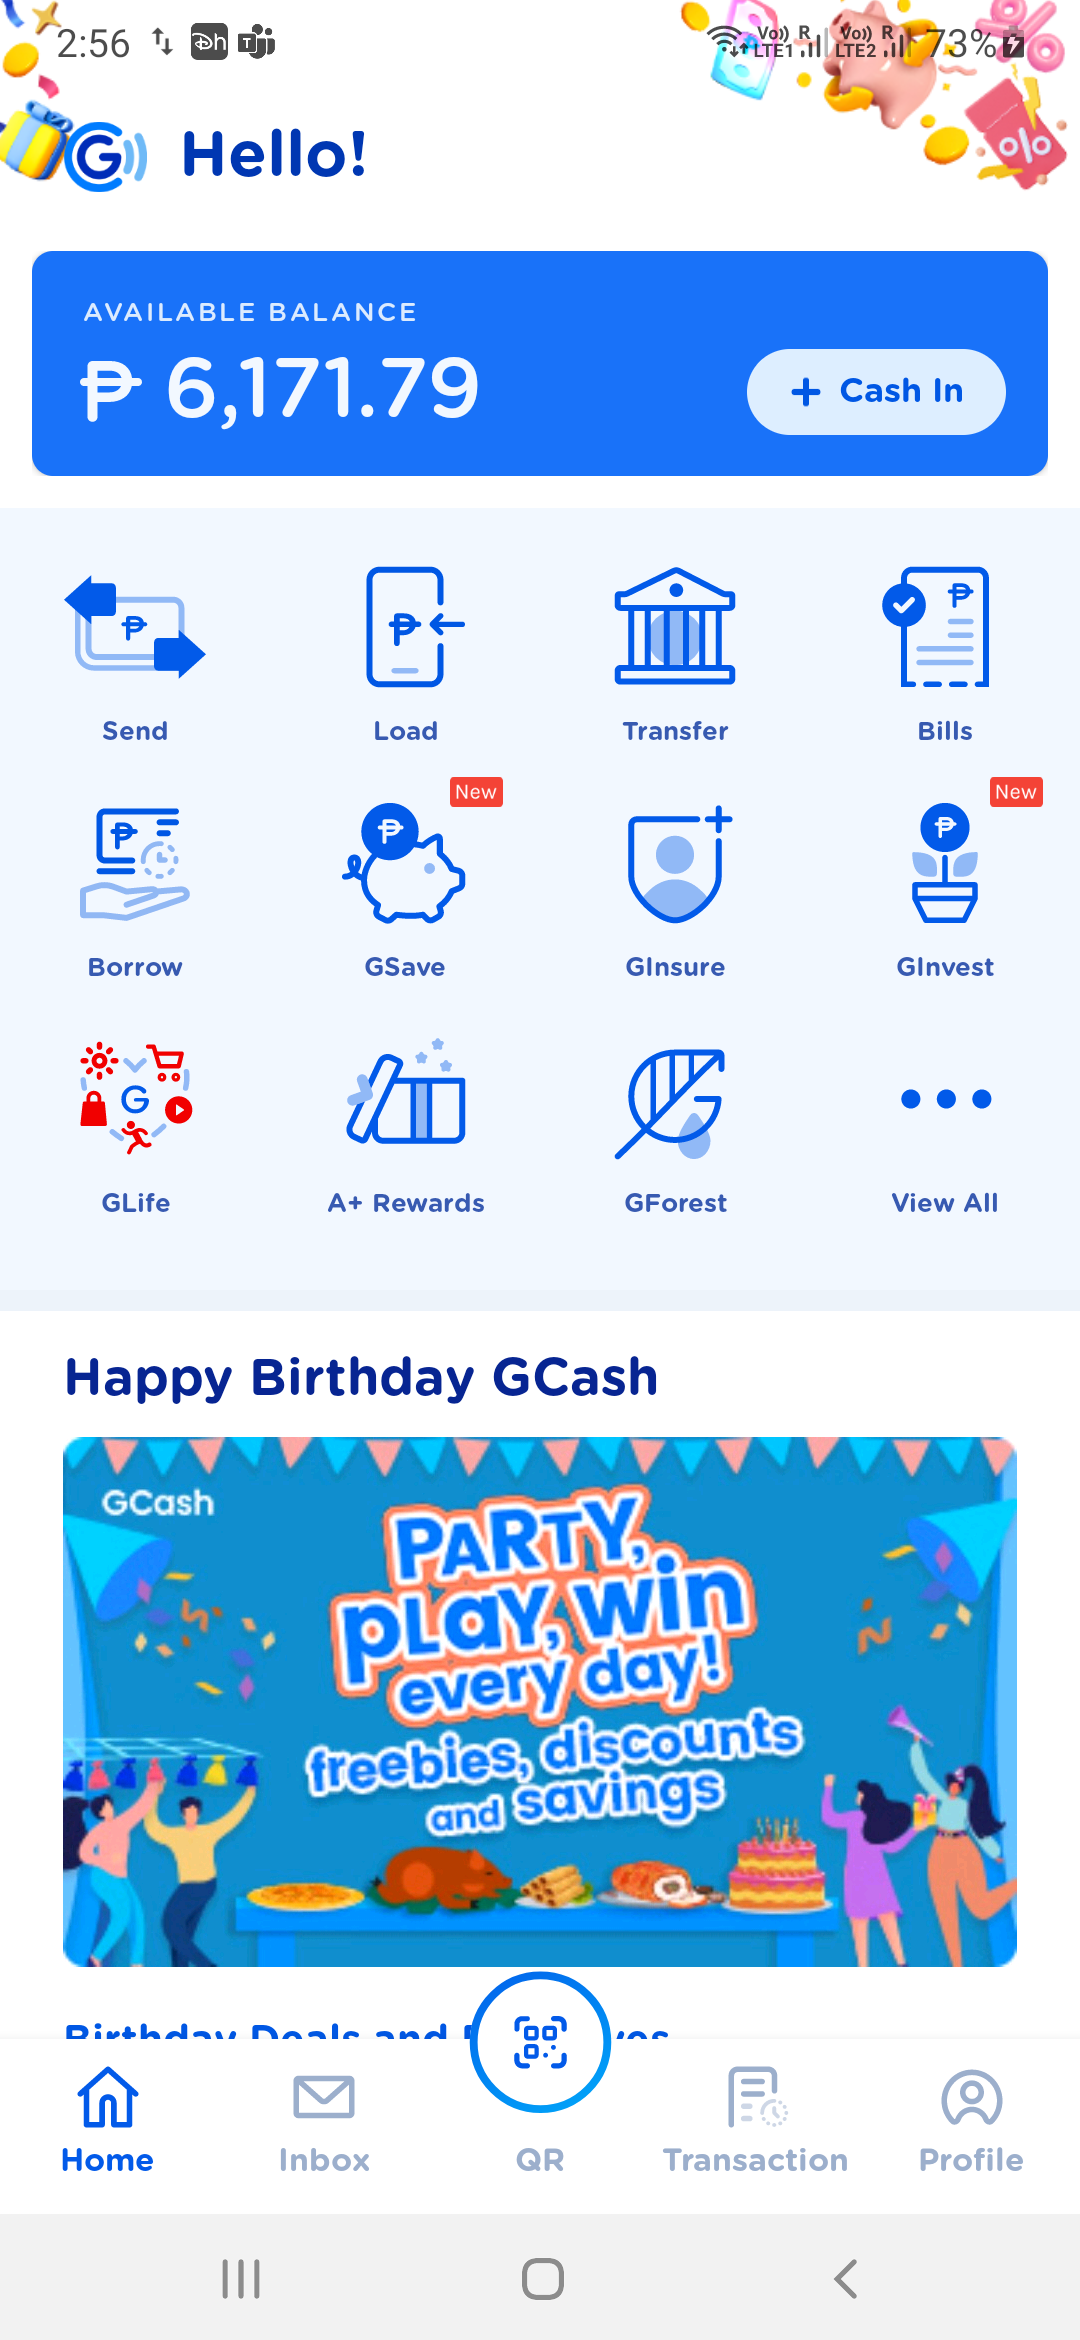 2:56
Vo)) R
LTE1
Vo)) R
LTE2
73%
Hello!
AVAILABLE BALANCE
₱ 6,171.79
+ Cash In
Send
Load
Transfer
Bills
New
New
Borrow
GSave
GInsure
GInvest
GLife
A+ Rewards
GForest
View All
Happy Birthday GCash
GCash
PARTY,
PLAY, win
every day!
freebies, discounts
and savings
Birthday Deals and
Home
Inbox
QR
Transaction
Profile